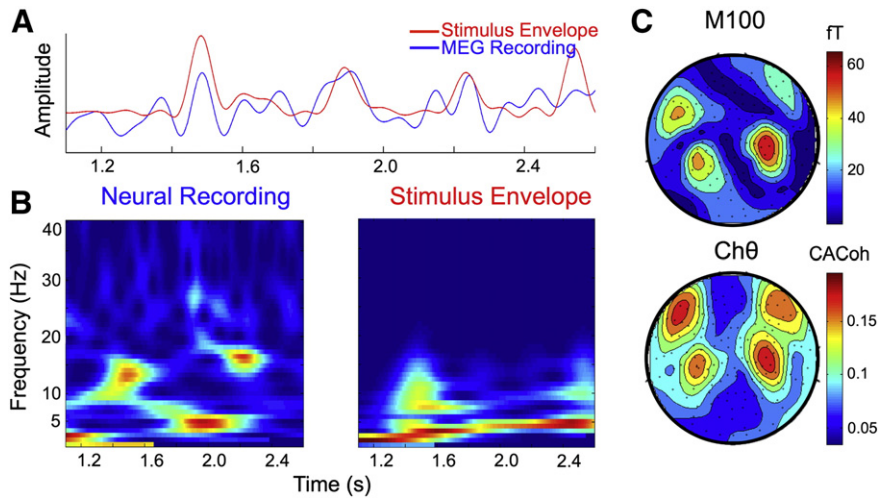 A
Amplitude
Stimulus Envelope
MEG Recording
1.2
1.6
2.0
2.4
B
Neural Recording
Stimulus Envelope
Frequency (Hz)
40
30
20
10
5
1.2
1.6
2.0
2.4
1.2
1.6
2.0
2.4
Time (s)
C
M100
fT
60
40
20
Chθ
CACoh
0.15
0.1
0.05